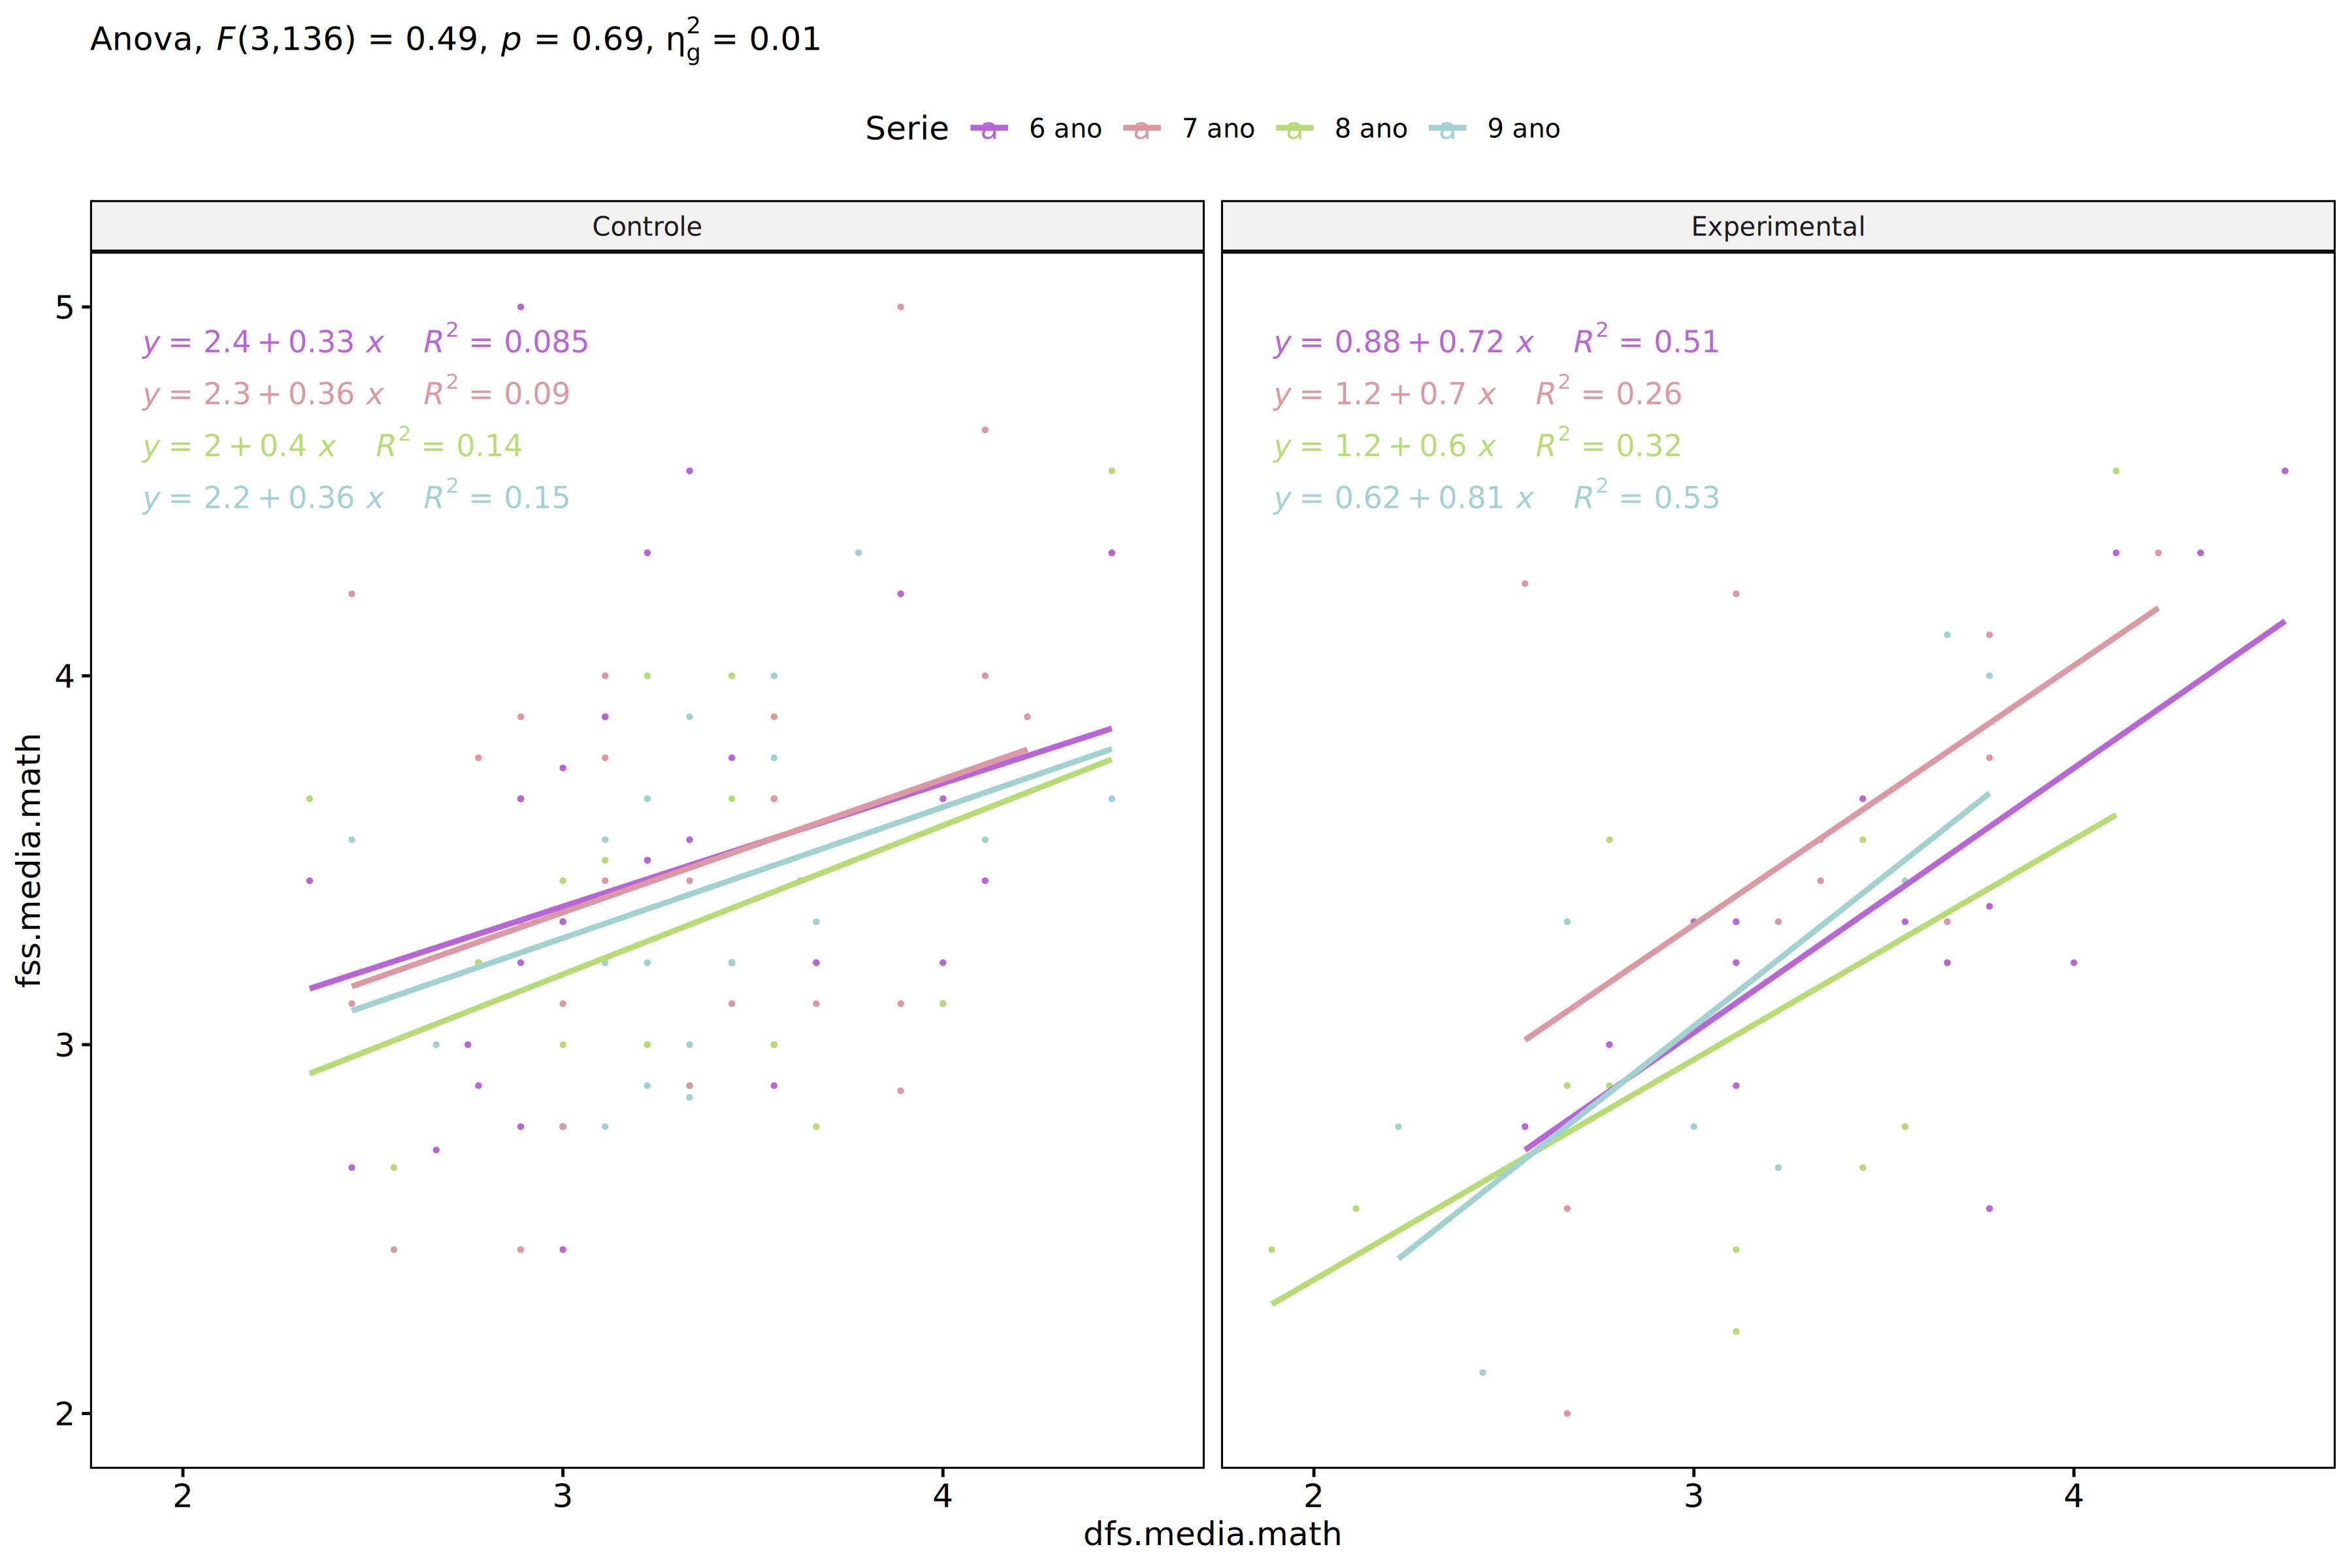 Anova, F(3,136) = 0.49, p = 0.69, η²g = 0.01
Serie a 6 ano a 7 ano a 8 ano a 9 ano
Controle
Experimental
y = 2.4 + 0.33 x R² = 0.085
y = 2.3 + 0.36 x R² = 0.09
y = 2 + 0.4 x R² = 0.14
y = 2.2 + 0.36 x R² = 0.15
y = 0.88 + 0.72 x R² = 0.51
y = 1.2 + 0.7 x R² = 0.26
y = 1.2 + 0.6 x R² = 0.32
y = 0.62 + 0.81 x R² = 0.53
5
4
3
2
fss.media.math
2 3 4
2 3 4
dfs.media.math